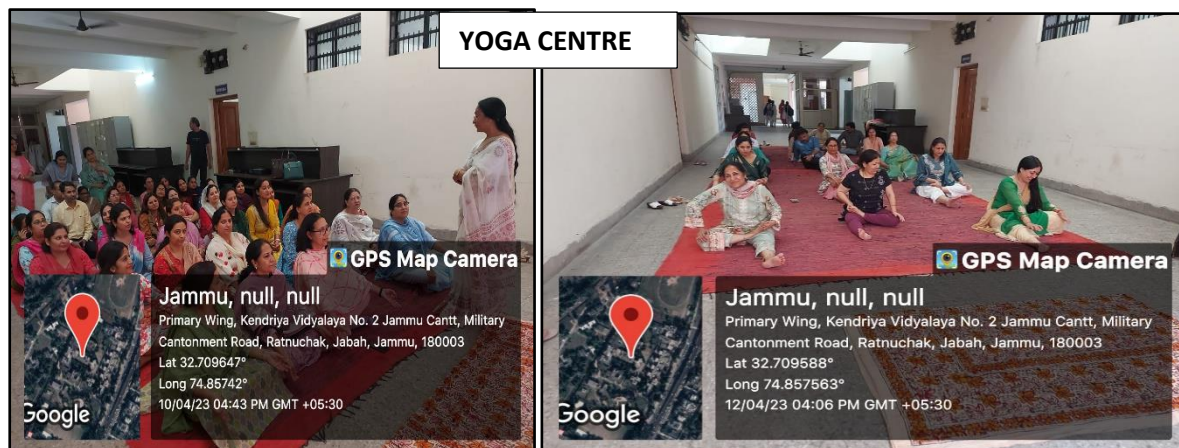 YOGA CENTRE
GPS Map Camera
Jammu, null, null
Primary Wing, Kendriya Vidyalaya No. 2 Jammu Cantt, Military
Cantonment Road, Ratnuchak, Jabah, Jammu, 180003
Lat 32.709647°
Long 74.85742°
10/04/23 04:43 PM GMT +05:30
Google
GPS Map Camera
Jammu, null, null
Primary Wing, Kendriya Vidyalaya No. 2 Jammu Cantt, Military
Cantonment Road, Ratnuchak, Jabah, Jammu, 180003
Lat 32.709588°
Long 74.857563°
12/04/23 04:06 PM GMT +05:30
Google